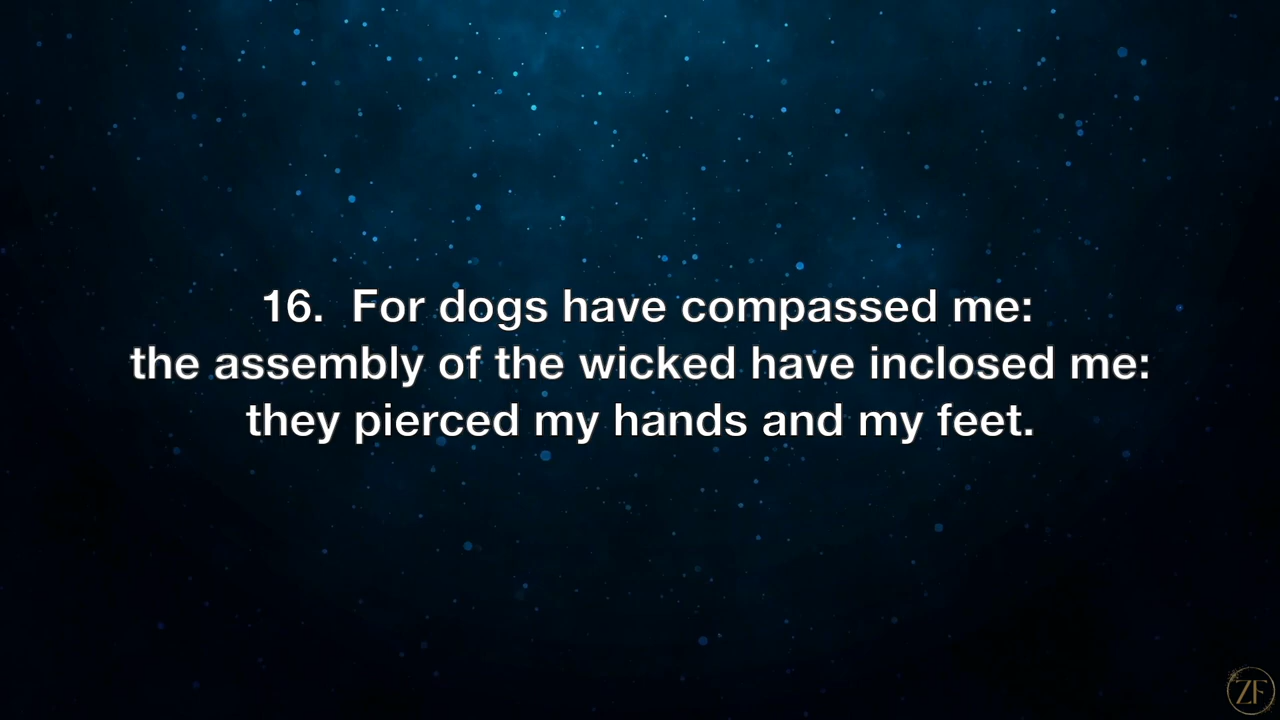 16.  For dogs have compassed me:
the assembly of the wicked have inclosed me:
they pierced my hands and my feet.
ZF